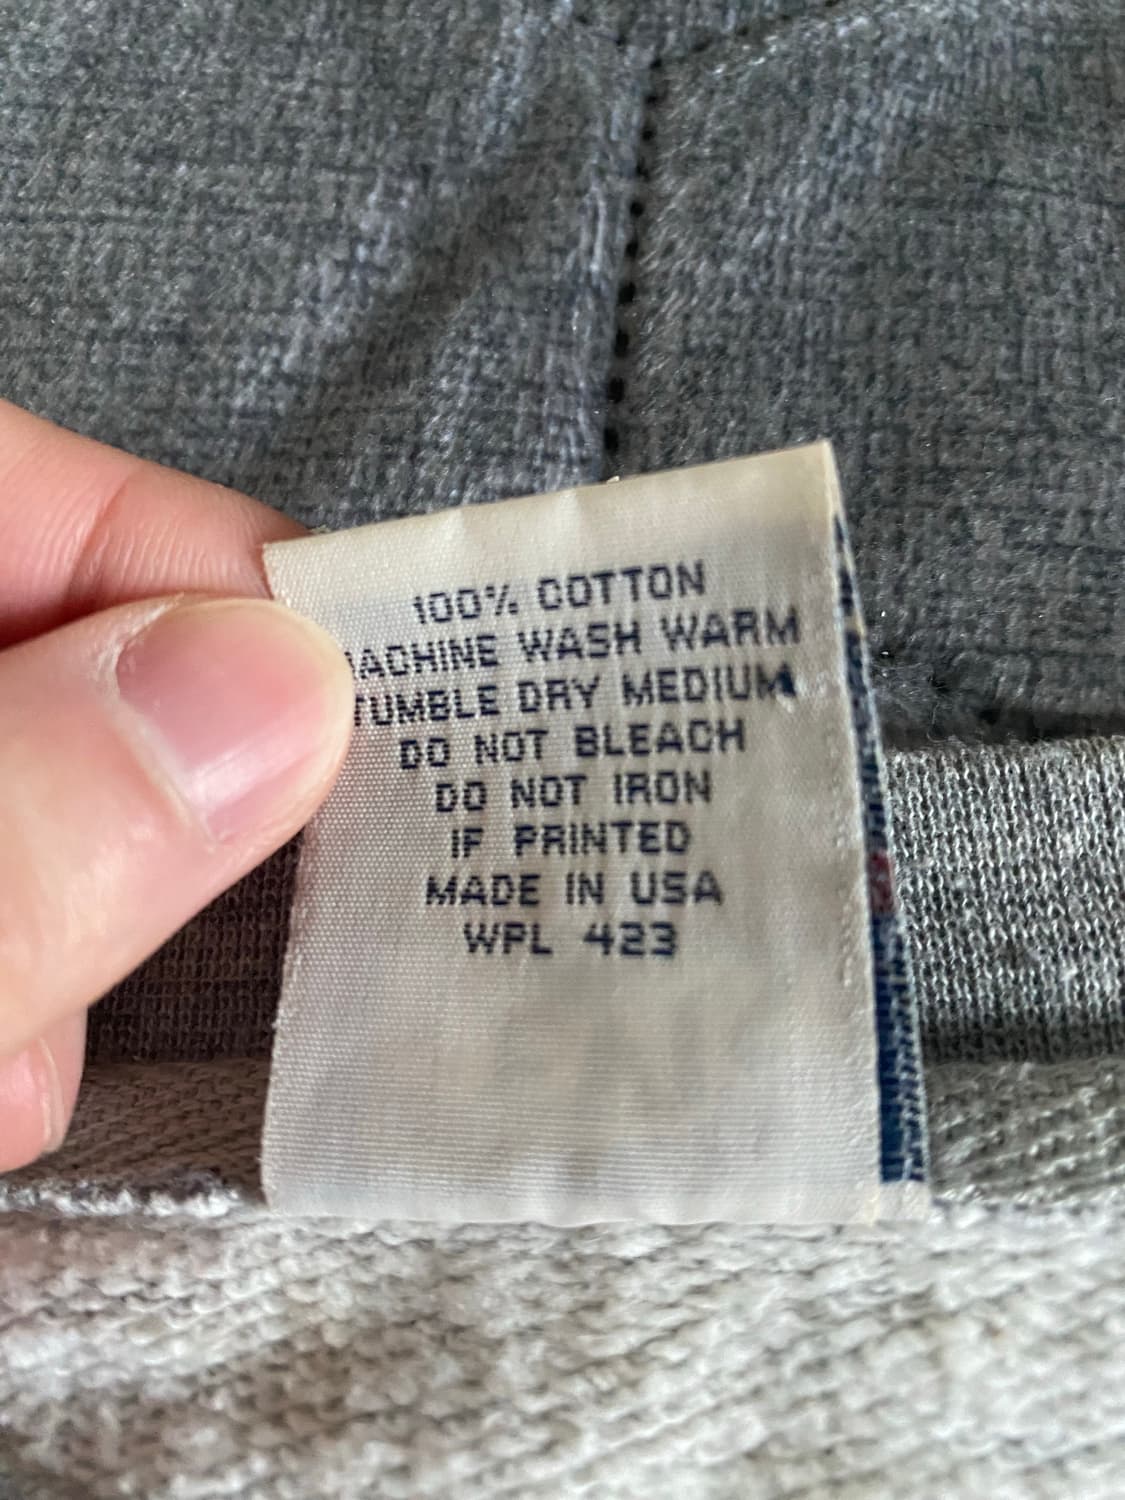 100% COTTON
MACHINE WASH WARM
TUMBLE DRY MEDIUM
DO NOT BLEACH
DO NOT IRON
IF PRINTED
MADE IN USA
WPL 423